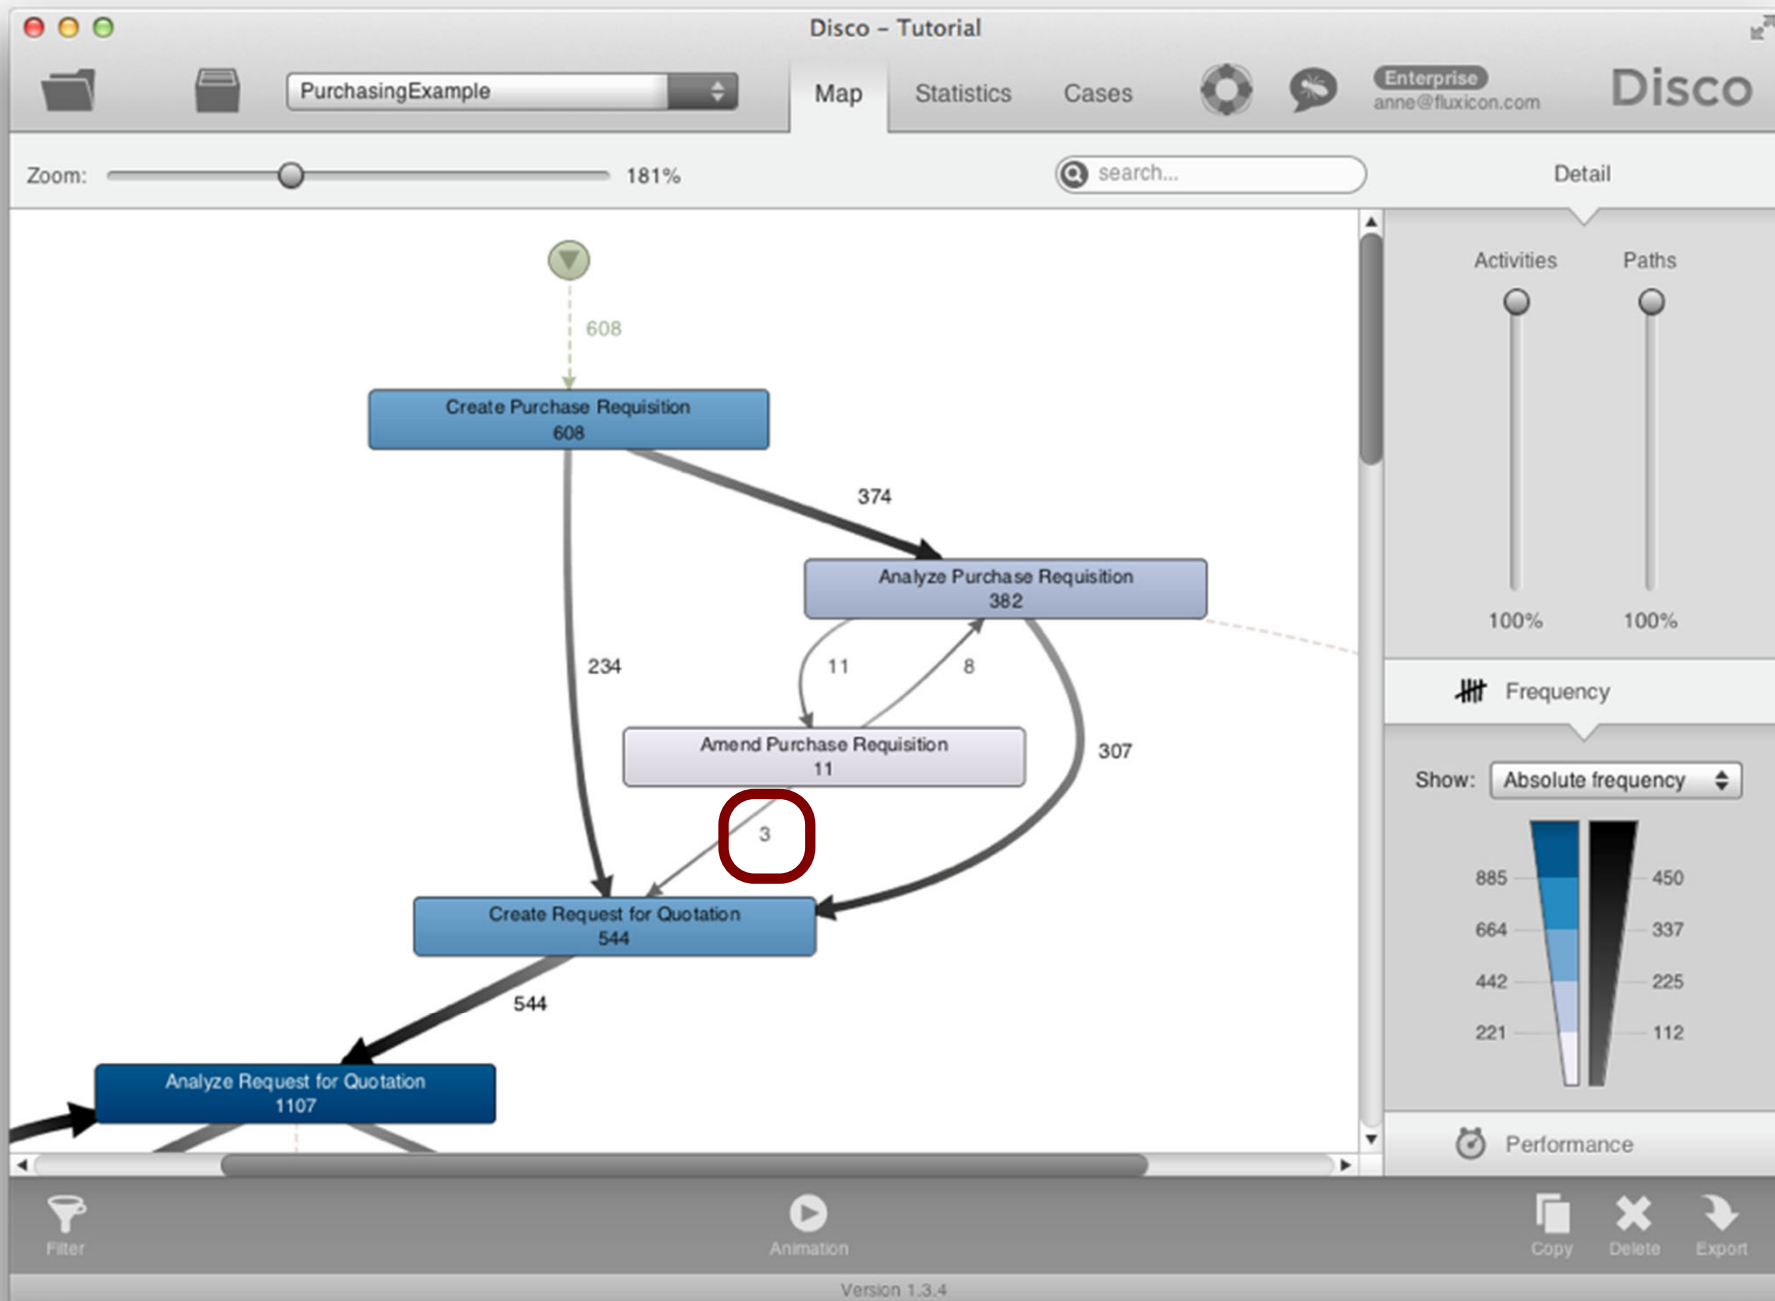 Disco – Tutorial
PurchasingExample
Map
Statistics
Cases
Enterprise
anne@fluxicon.com
Disco
Zoom:
181%
search...
Detail
608
Create Purchase Requisition
608
374
Analyze Purchase Requisition
382
234
11
8
Amend Purchase Requisition
11
307
3
Create Request for Quotation
544
544
Analyze Request for Quotation
1107
Activities
Paths
100%
100%
Frequency
Show:
Absolute frequency
885
450
664
337
442
225
221
112
Performance
Filter
Animation
Copy
Delete
Export
Version 1.3.4